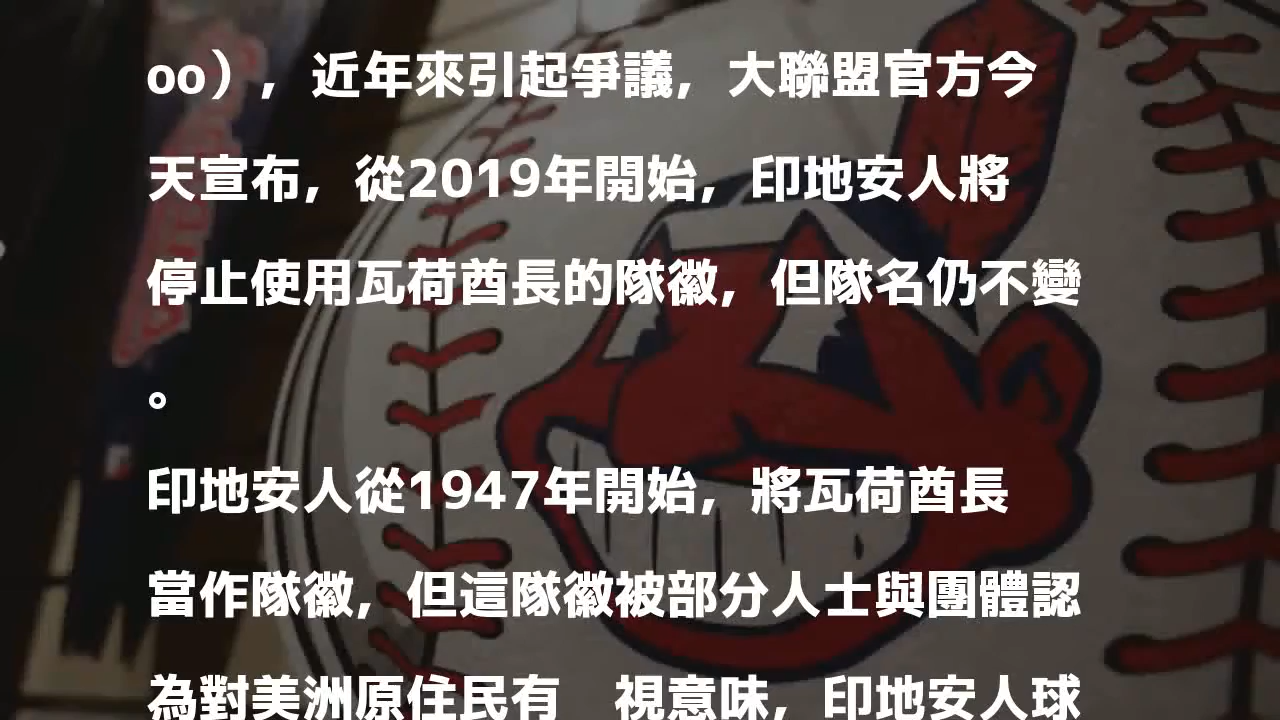 oo），近年來引起爭議，大聯盟官方今
天宣布，從2019年開始，印地安人將
停止使用瓦荷酋長的隊徽，但隊名仍不變
。
印地安人從1947年開始，將瓦荷酋長
當作隊徽，但這隊徽被部分人士與團體認
為對美洲原住民有　視意味，印地安人球